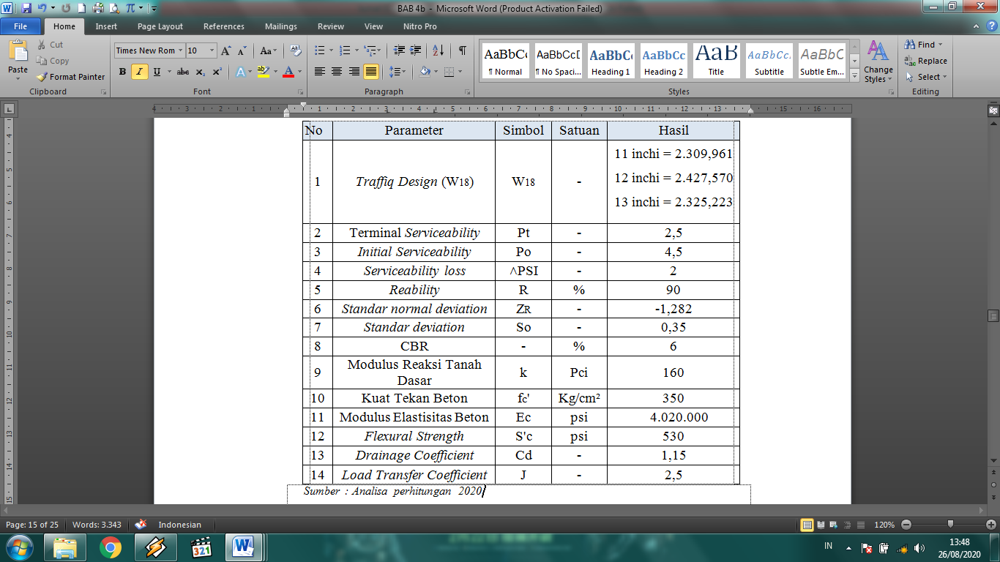 BAB 4b - Microsoft Word (Product Activation Failed)
File Home Insert Page Layout References Mailings Review View Nitro Pro
Paste
Cut
Copy
Format Painter
Clipboard
Times New Rom 10
Font
Paragraph
AaBbCc AaBbCcD AaBbC AaBbCc AaB AaBbCc. AaBbC
¶ Normal ¶ No Spaci... Heading 1 Heading 2 Title Subtitle Subtle Em...
Change Styles
Styles
Find
Replace
Select
Editing
No Parameter Simbol Satuan Hasil
1 Traffiq Design (W18) W18 - 11 inchi = 2.309,961
12 inchi = 2.427,570
13 inchi = 2.325,223
2 Terminal Serviceability Pt - 2,5
3 Initial Serviceability Po - 4,5
4 Serviceability loss ^PSI - 2
5 Reability R % 90
6 Standar normal deviation ZR - -1,282
7 Standar deviation So - 0,35
8 CBR - % 6
9 Modulus Reaksi Tanah Dasar k Pci 160
10 Kuat Tekan Beton fc' Kg/cm² 350
11 Modulus Elastisitas Beton Ec psi 4.020.000
12 Flexural Strength S'c psi 530
13 Drainage Coefficient Cd - 1,15
14 Load Transfer Coefficient J - 2,5
Sumber : Analisa perhitungan 2020
Page: 15 of 25 Words: 3.343 Indonesian 120%
321
IN
13:48
26/08/2020